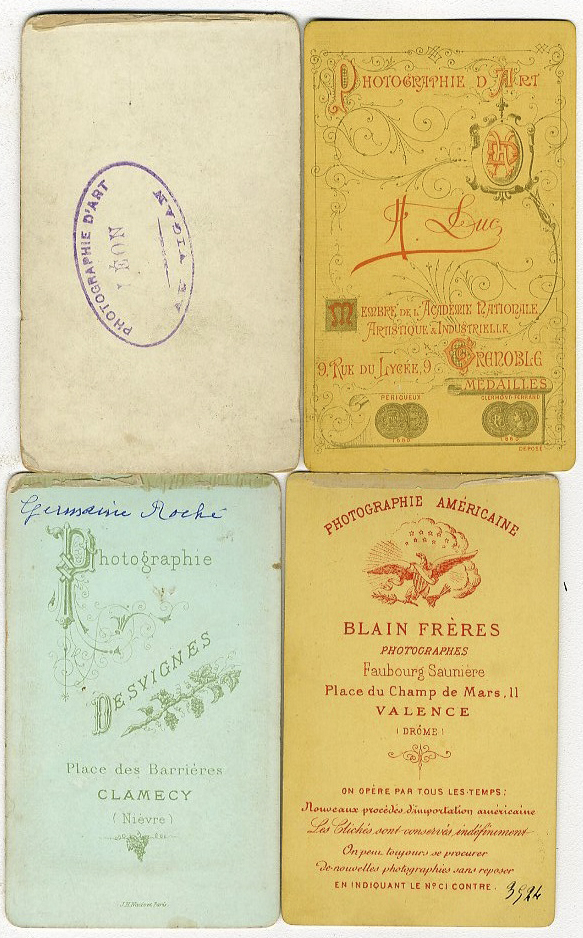 PHOTOGRAPHIE D'ART
LÉON
VIGAN
PHOTOGRAPHIE D'ART
H. Luc
MEMBRE DE L'ACADÉMIE NATIONALE
ARTISTIQUE & INDUSTRIELLE
9, RUE DU LYCÉE, 9
GRENOBLE
MÉDAILLES
PERIGUEUX
CLERMONT-FERRAND
1880
Germaine Roché
Photographie
DESVIGNES
Place des Barrières
CLAMECY
(Nièvre)
PHOTOGRAPHIE AMÉRICAINE
BLAIN FRÈRES
PHOTOGRAPHES
Faubourg Saunière
Place du Champ de Mars, 11
VALENCE
(DRÔME)
ON OPÈRE PAR TOUS LES TEMPS;
Nouveaux procédés d'importation américaine
Les Clichés sont conservés indéfiniment
On peut toujours se procurer
de nouvelles photographies sans reposer
EN INDIQUANT LE No CI CONTRE.
3924